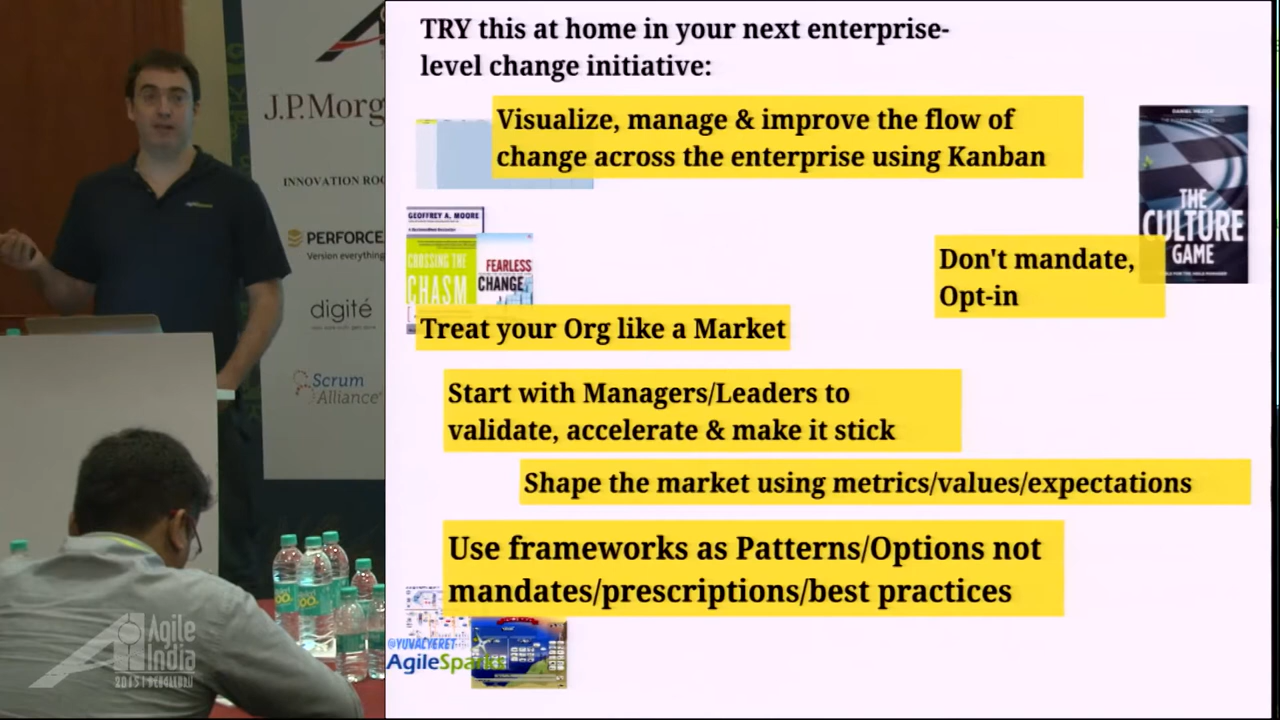 TRY this at home in your next enterprise-
level change initiative:
Visualize, manage & improve the flow of
change across the enterprise using Kanban
THE
CULTURE
GAME
GEOFFREY A. MOORE
CROSSING THE
CHASM
FEARLESS
CHANGE
Don't mandate,
Opt-in
Treat your Org like a Market
Start with Managers/Leaders to
validate, accelerate & make it stick
Shape the market using metrics/values/expectations
Use frameworks as Patterns/Options not
mandates/prescriptions/best practices
@YUVALYERET
AgileSparks
J.P.Morg
INNOVATION ROO
PERFORCE
Version everything
digité
Scrum
Alliance
Agile
India
2015 | BENGALURU